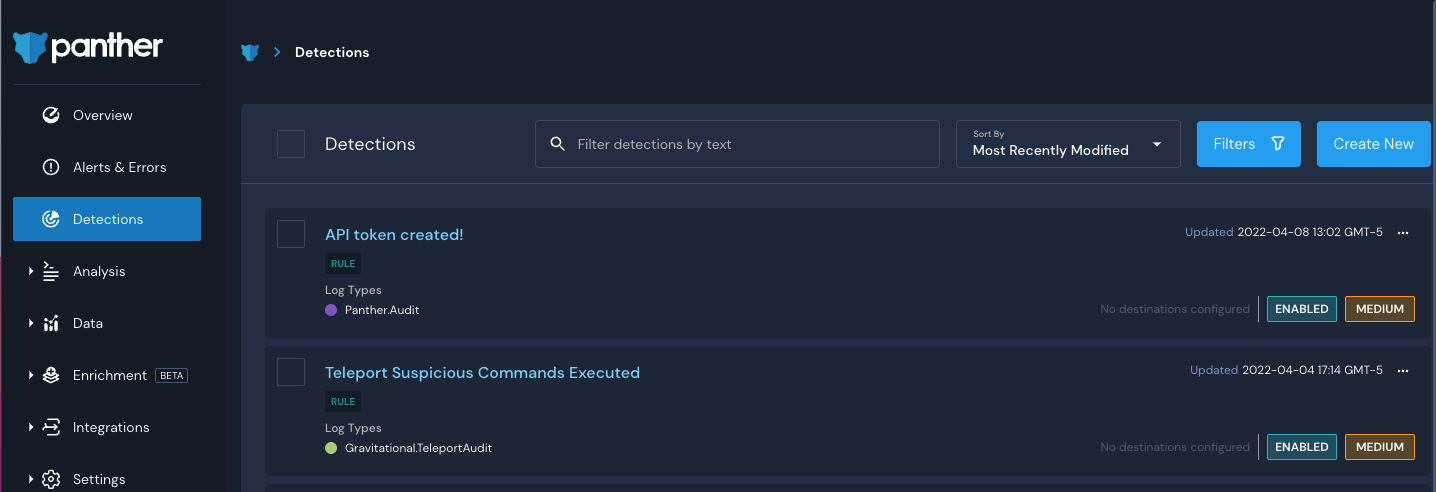 panther
Overview
Alerts & Errors
Detections
Analysis
Data
Enrichment BETA
Integrations
Settings
Detections
Detections
Filter detections by text
Sort By
Most Recently Modified
Filters
Create New
API token created!
Updated 2022-04-08 13:02 GMT-5
RULE
Log Types
Panther.Audit
No destinations configured
ENABLED
MEDIUM
Teleport Suspicious Commands Executed
Updated 2022-04-04 17:14 GMT-5
RULE
Log Types
Gravitational.TeleportAudit
No destinations configured
ENABLED
MEDIUM